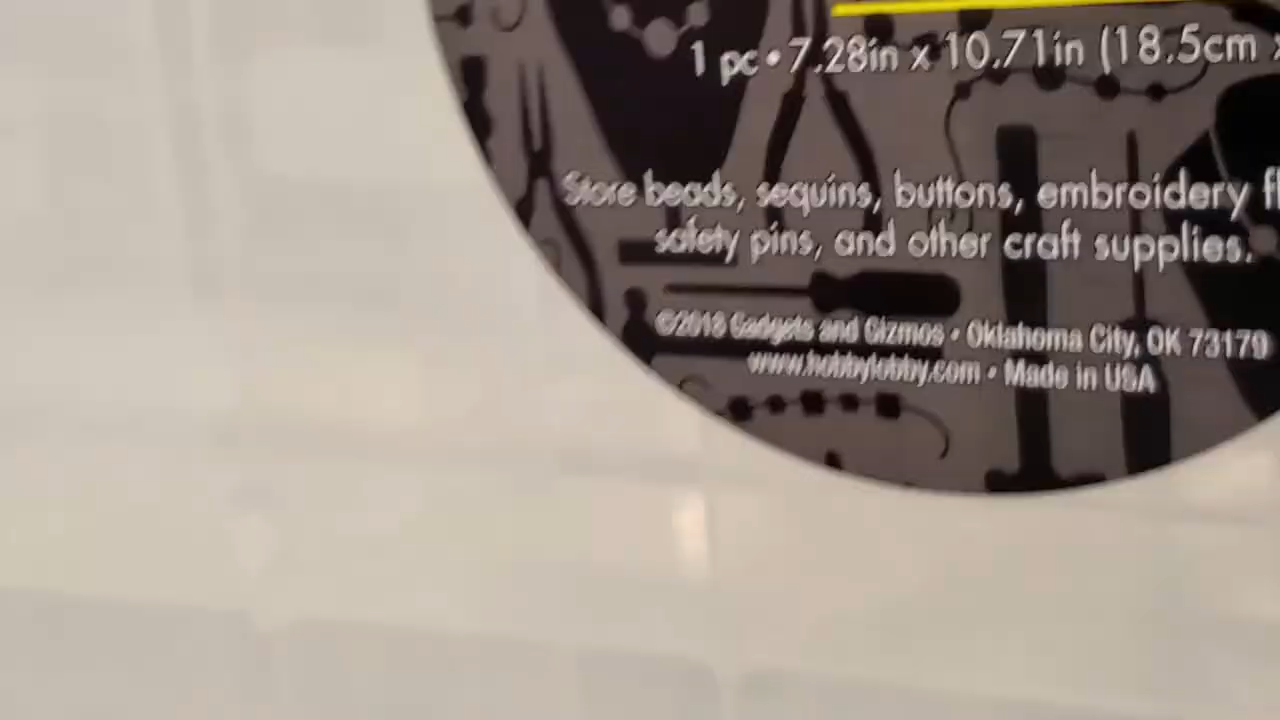 1 pc • 7.28in x 10.71in (18.5cm
Store beads, sequins, buttons, embroidery fl
safety pins, and other craft supplies.
©2018 Gadgets and Gizmos • Oklahoma City, OK 73179
www.hobbylobby.com • Made in USA